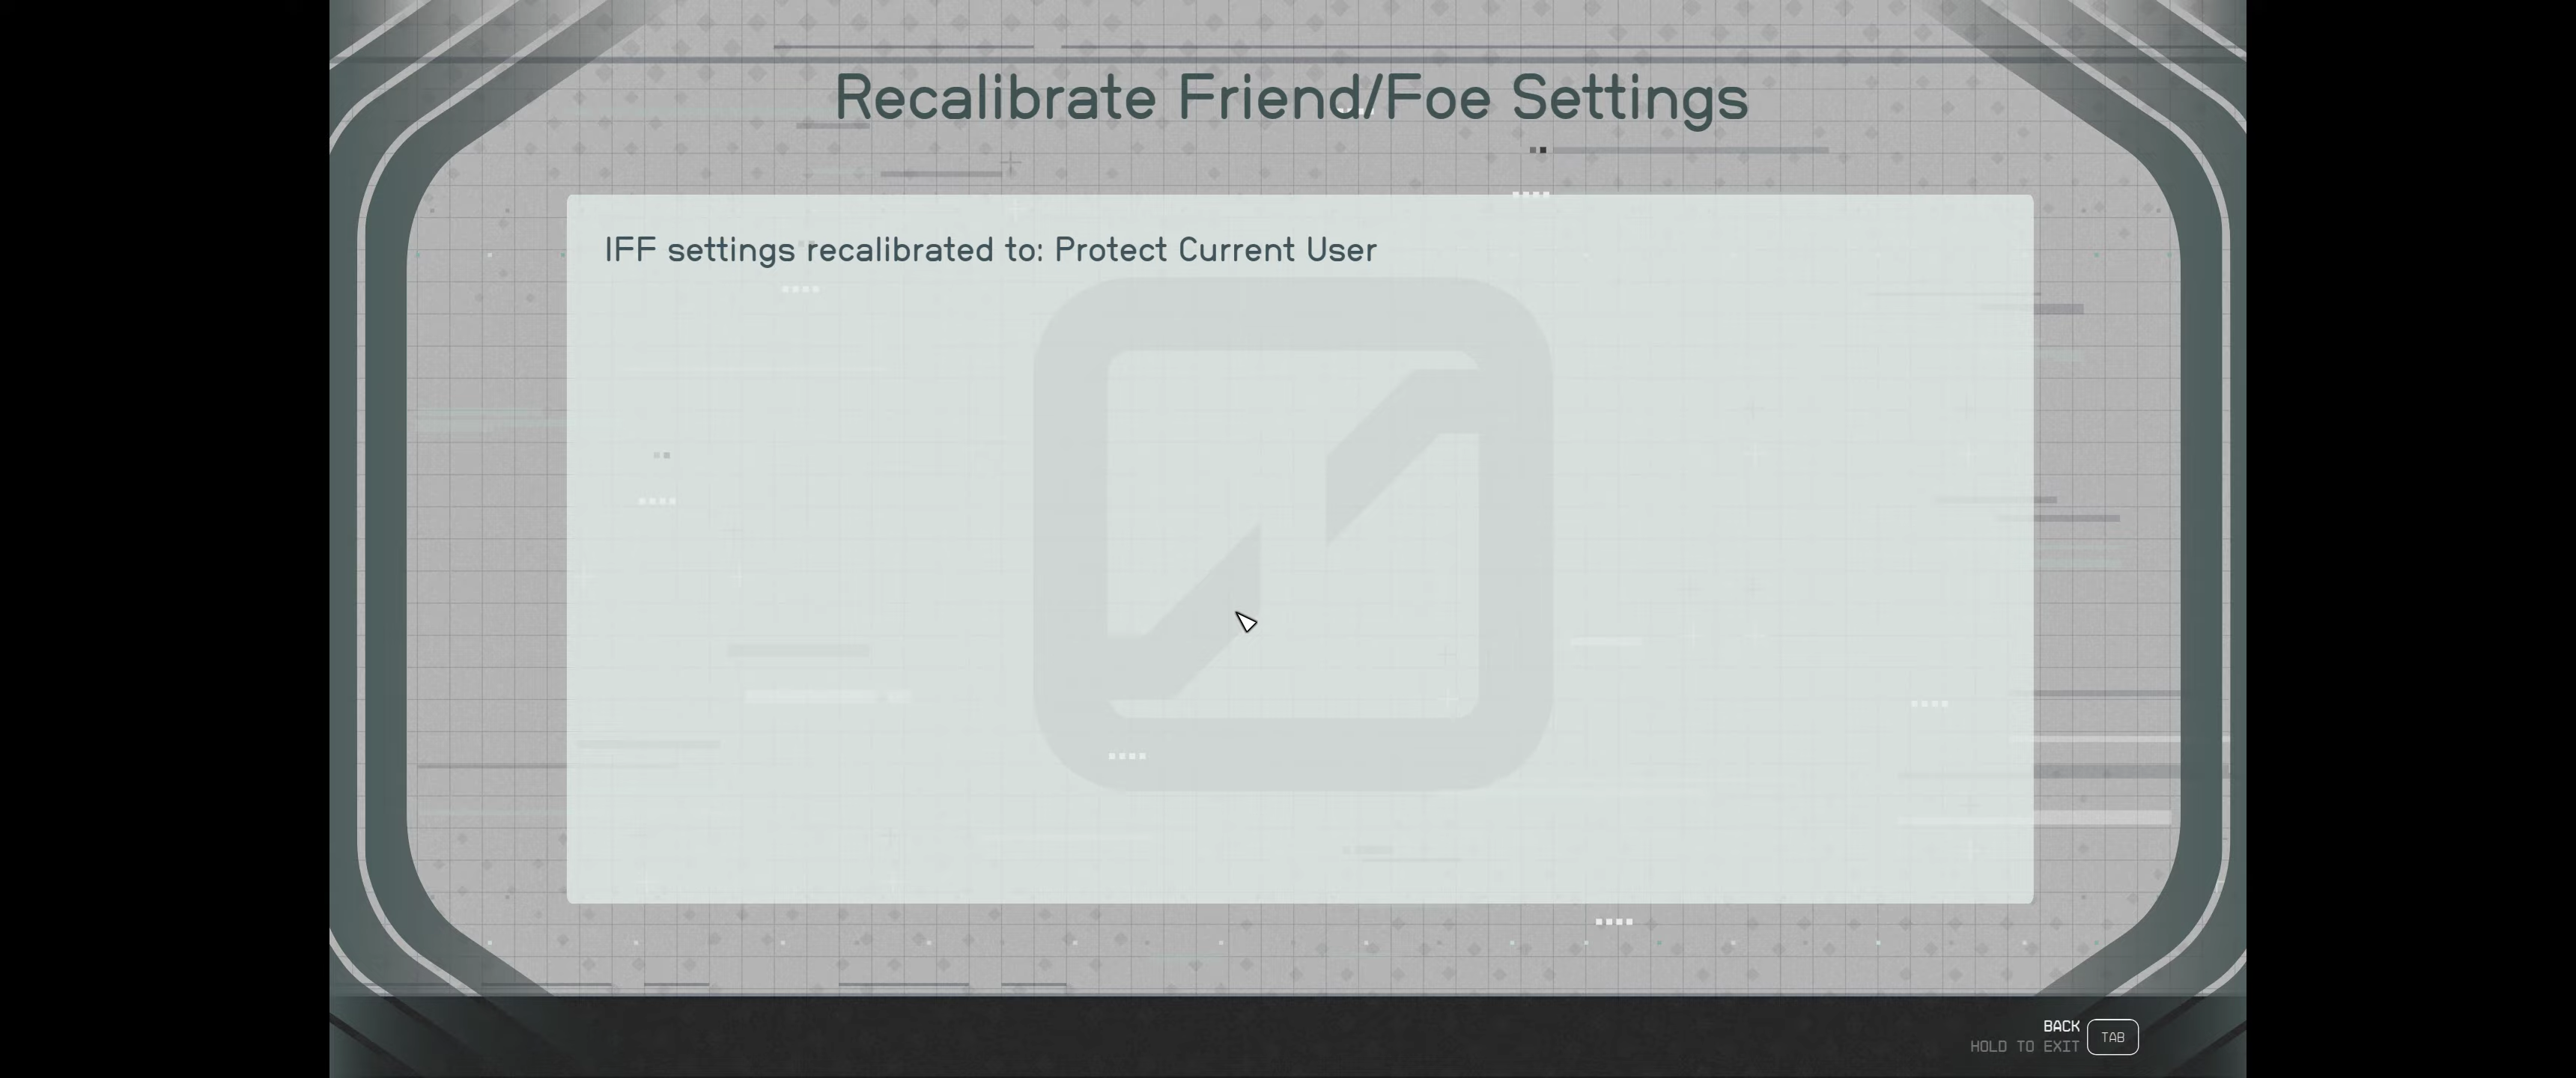 Recalibrate Friend/Foe Settings
IFF settings recalibrated to: Protect Current User
BACK
HOLD TO EXIT
TAB